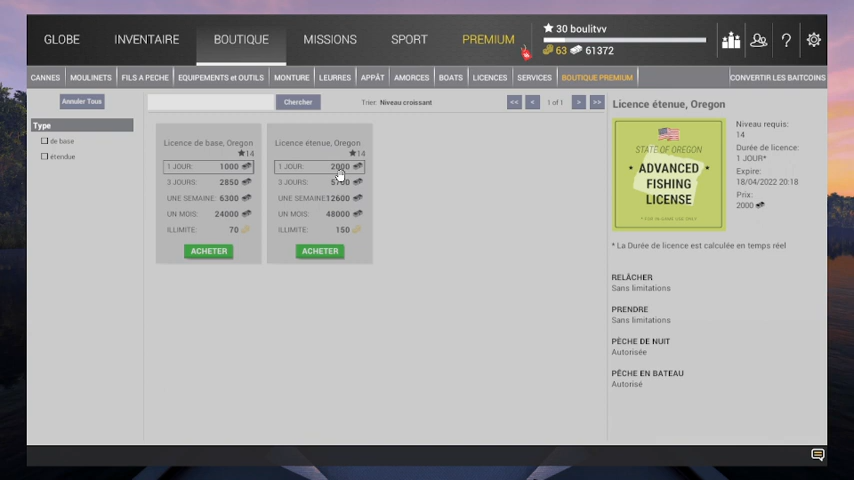 GLOBE INVENTAIRE BOUTIQUE MISSIONS SPORT PREMIUM
30 boulitvv
63 61372
CANNES MOULINETS FILS A PECHE EQUIPEMENTS et OUTILS MONTURE LEURRES APPÂT AMORCES BOATS LICENCES SERVICES BOUTIQUE PREMIUM CONVERTIR LES BAITCOINS
Annuler Tous
Chercher
Trier: Niveau croissant
<< < 1 of 1 > >>
Type
de base
étendue
Licence de base, Oregon
14
1 JOUR: 1000
3 JOURS: 2850
UNE SEMAINE: 6300
UN MOIS: 24000
ILLIMITE: 70
ACHETER
Licence étenue, Oregon
14
1 JOUR: 2000
3 JOURS:
UNE SEMAINE: 12600
UN MOIS: 48000
ILLIMITE: 150
ACHETER
Licence étenue, Oregon
STATE OF OREGON
ADVANCED
FISHING
LICENSE
Niveau requis:
14
Durée de licence:
1 JOUR*
Expire:
18/04/2022 20:18
Prix:
2000
* La Durée de licence est calculée en temps réel
RELÂCHER
Sans limitations
PRENDRE
Sans limitations
PÊCHE DE NUIT
Autorisée
PÊCHE EN BATEAU
Autorisé